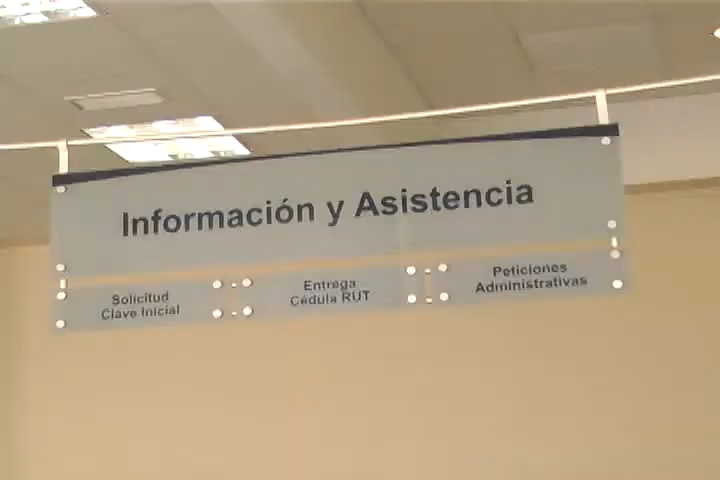 Información y Asistencia
Solicitud
Clave Inicial
Entrega
Cédula RUT
Peticiones
Administrativas